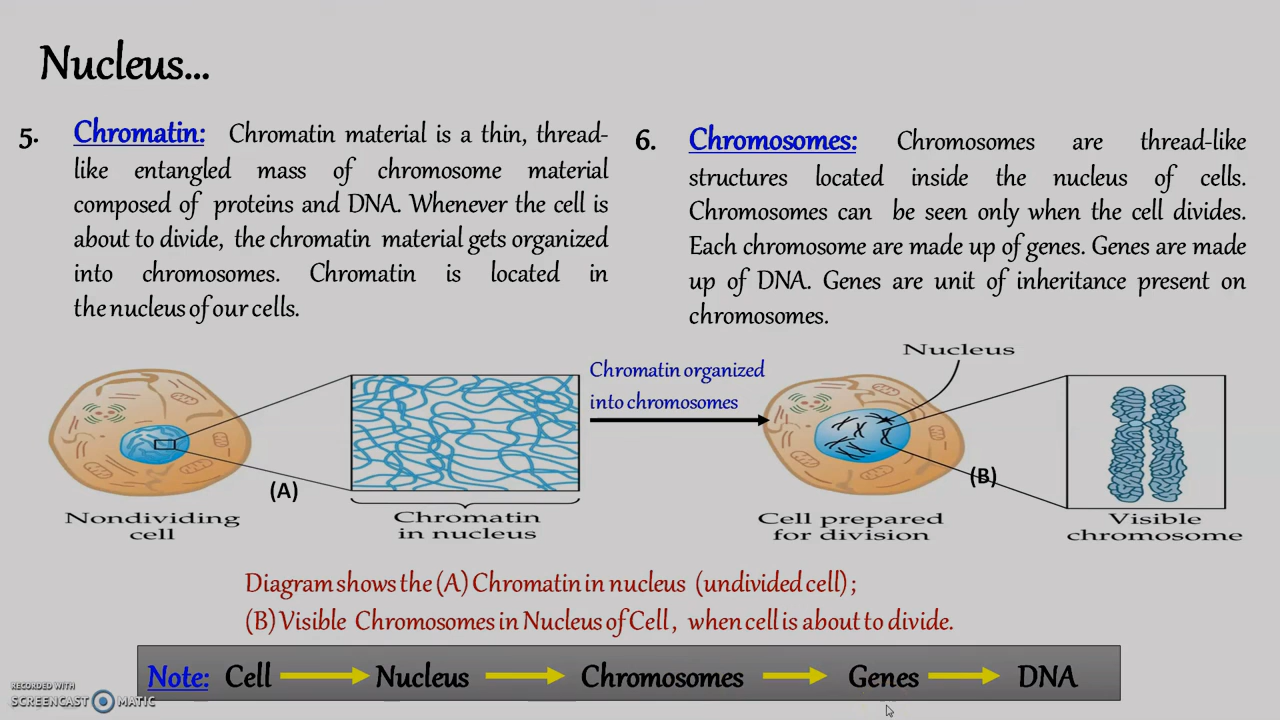 Nucleus...
5. Chromatin: Chromatin material is a thin, thread-
like entangled mass of chromosome material
composed of proteins and DNA. Whenever the cell is
about to divide, the chromatin material gets organized
into chromosomes. Chromatin is located in
the nucleus of our cells.
6. Chromosomes: Chromosomes are thread-like
structures located inside the nucleus of cells.
Chromosomes can be seen only when the cell divides.
Each chromosome are made up of genes. Genes are made
up of DNA. Genes are unit of inheritance present on
chromosomes.
Nucleus
Chromatin organized
into chromosomes
(A)
(B)
Nondividing
cell
Chromatin
in nucleus
Cell prepared
for division
Visible
chromosome
Diagram shows the (A) Chromatin in nucleus (undivided cell) ;
(B) Visible Chromosomes in Nucleus of Cell , when cell is about to divide.
Note: Cell Nucleus Chromosomes Genes DNA
RECORDED WITH
SCREENCAST MATIC